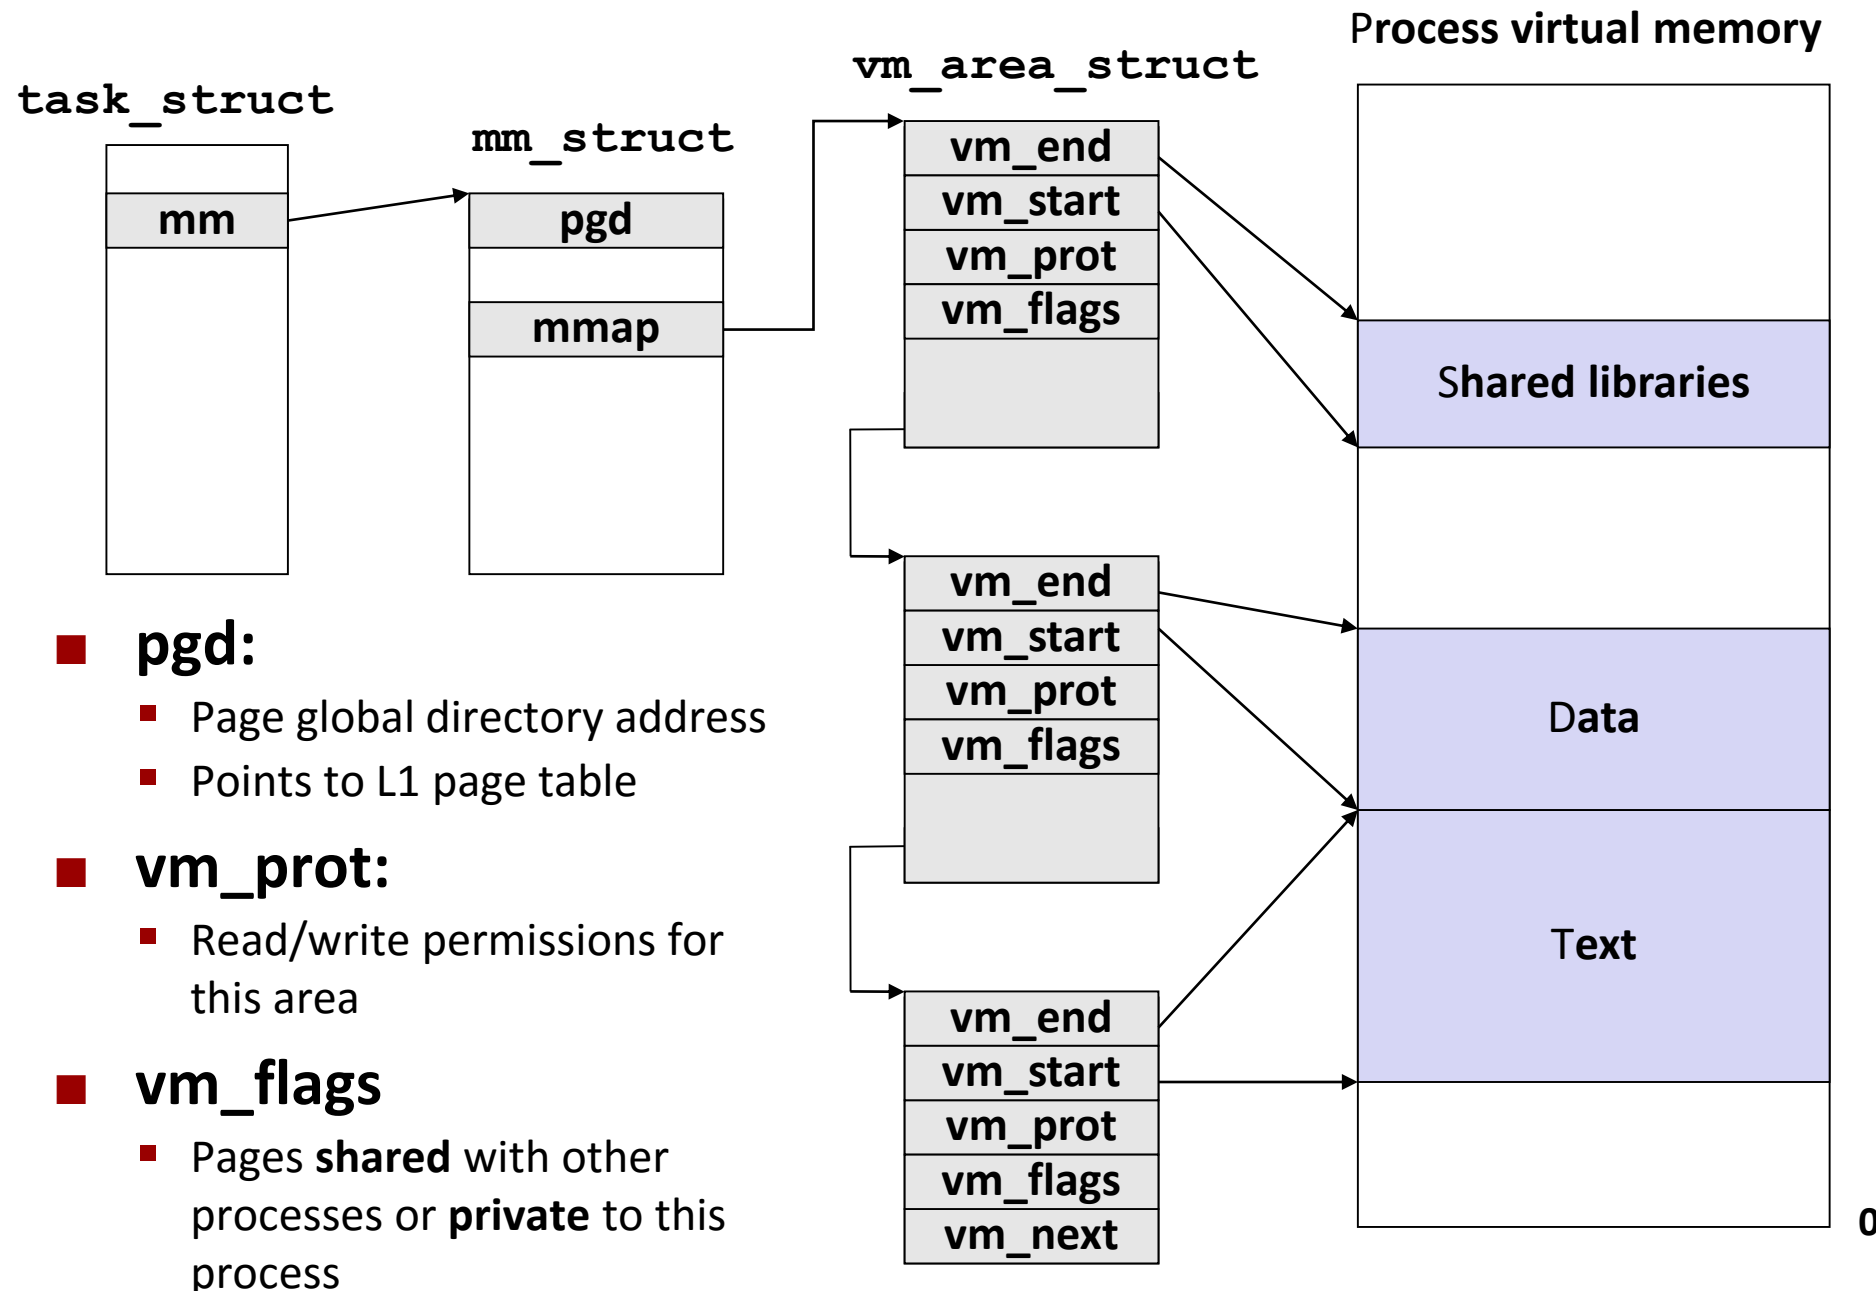 Process virtual memory
vm_area_struct
task_struct
mm_struct
mm
pgd
mmap
vm_end
vm_start
vm_prot
vm_flags
Shared libraries
vm_end
vm_start
vm_prot
vm_flags
Data
Text
vm_end
vm_start
vm_prot
vm_flags
vm_next
0
pgd:
Page global directory address
Points to L1 page table
vm_prot:
Read/write permissions for
this area
vm_flags
Pages shared with other
processes or private to this
process